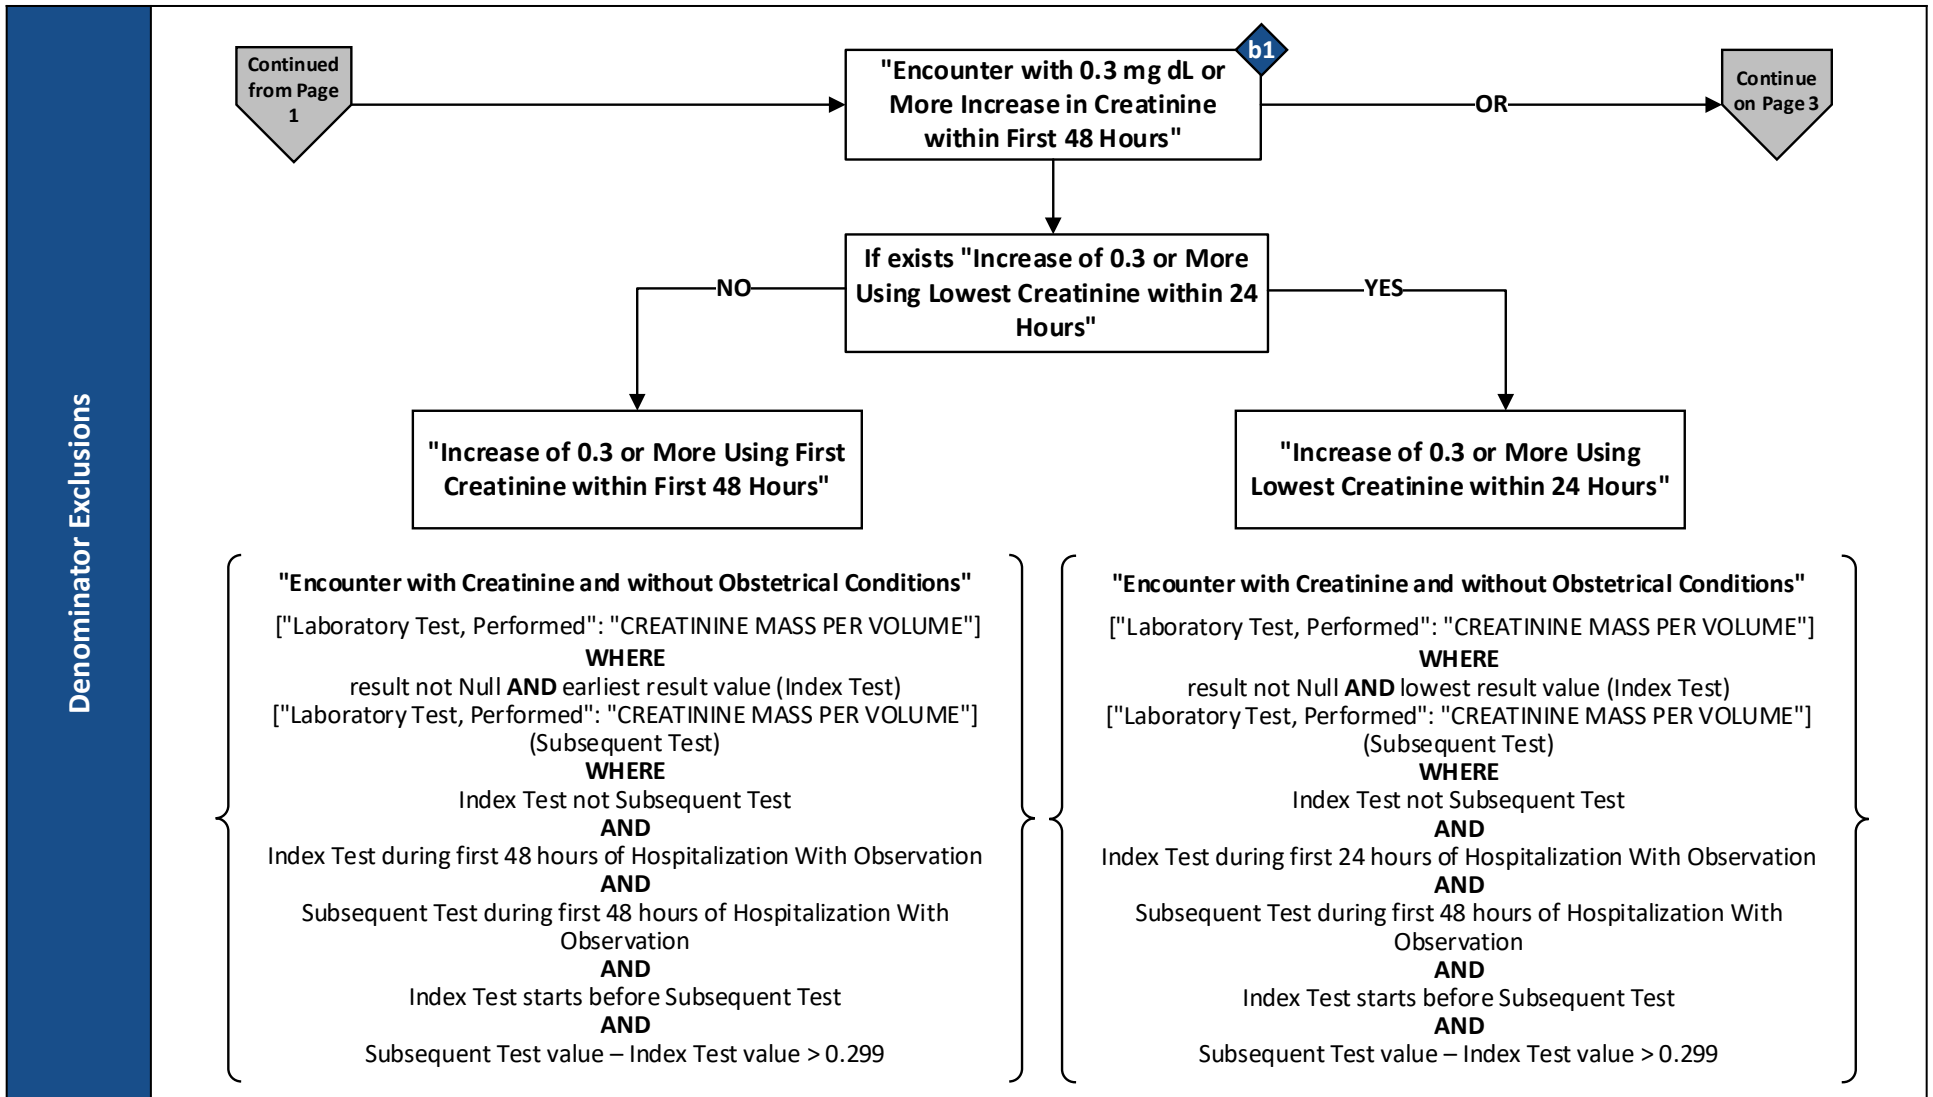 Denominator Exclusions
Continued
from Page
1
"Encounter with 0.3 mg dL or
More Increase in Creatinine
within First 48 Hours"
b1
OR
Continue
on Page 3
If exists "Increase of 0.3 or More
Using Lowest Creatinine within 24
Hours"
NO
YES
"Increase of 0.3 or More Using First
Creatinine within First 48 Hours"
"Increase of 0.3 or More Using
Lowest Creatinine within 24 Hours"
"Encounter with Creatinine and without Obstetrical Conditions"
["Laboratory Test, Performed": "CREATININE MASS PER VOLUME"]
WHERE
result not Null AND earliest result value (Index Test)
["Laboratory Test, Performed": "CREATININE MASS PER VOLUME"]
(Subsequent Test)
WHERE
Index Test not Subsequent Test
AND
Index Test during first 48 hours of Hospitalization With Observation
AND
Subsequent Test during first 48 hours of Hospitalization With
Observation
AND
Index Test starts before Subsequent Test
AND
Subsequent Test value – Index Test value > 0.299
"Encounter with Creatinine and without Obstetrical Conditions"
["Laboratory Test, Performed": "CREATININE MASS PER VOLUME"]
WHERE
result not Null AND lowest result value (Index Test)
["Laboratory Test, Performed": "CREATININE MASS PER VOLUME"]
(Subsequent Test)
WHERE
Index Test not Subsequent Test
AND
Index Test during first 24 hours of Hospitalization With Observation
AND
Subsequent Test during first 48 hours of Hospitalization With
Observation
AND
Index Test starts before Subsequent Test
AND
Subsequent Test value – Index Test value > 0.299